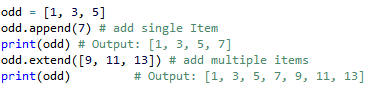 odd = [1, 3, 5]
odd.append(7) # add single Item
print(odd) # Output: [1, 3, 5, 7]
odd.extend([9, 11, 13]) # add multiple items
print(odd)        # Output: [1, 3, 5, 7, 9, 11, 13]